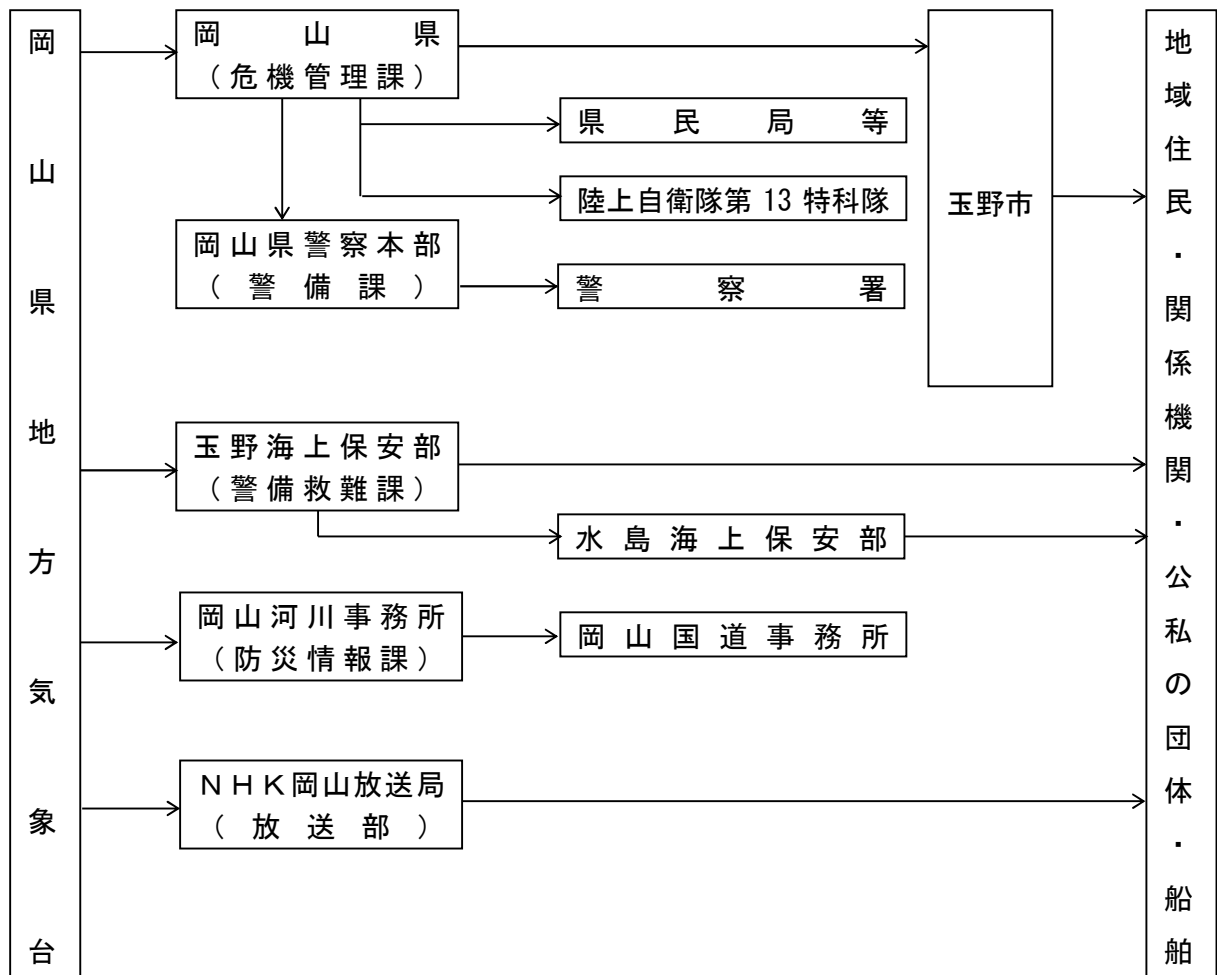 岡山県地方気象台
岡山県
（危機管理課）
県民局等
陸上自衛隊第13特科隊
岡山県警察本部
（警備課）
警察署
玉野市
玉野海上保安部
（警備救難課）
水島海上保安部
岡山河川事務所
（防災情報課）
岡山国道事務所
NHK岡山放送局
（放送部）
地域住民・関係機関・公私の団体・船舶